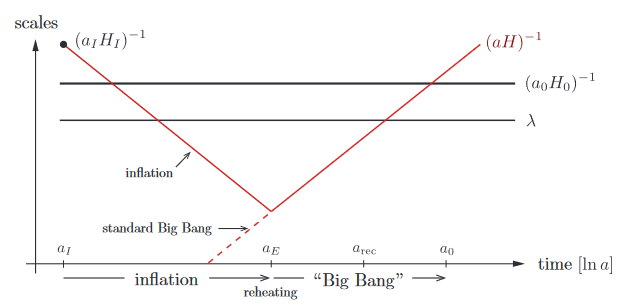 scales
(a_I H_I)^{-1}
(aH)^{-1}
(a_0 H_0)^{-1}
λ
inflation
standard Big Bang
a_I
a_E
a_rec
a_0
time [ln a]
inflation
“Big Bang”
reheating